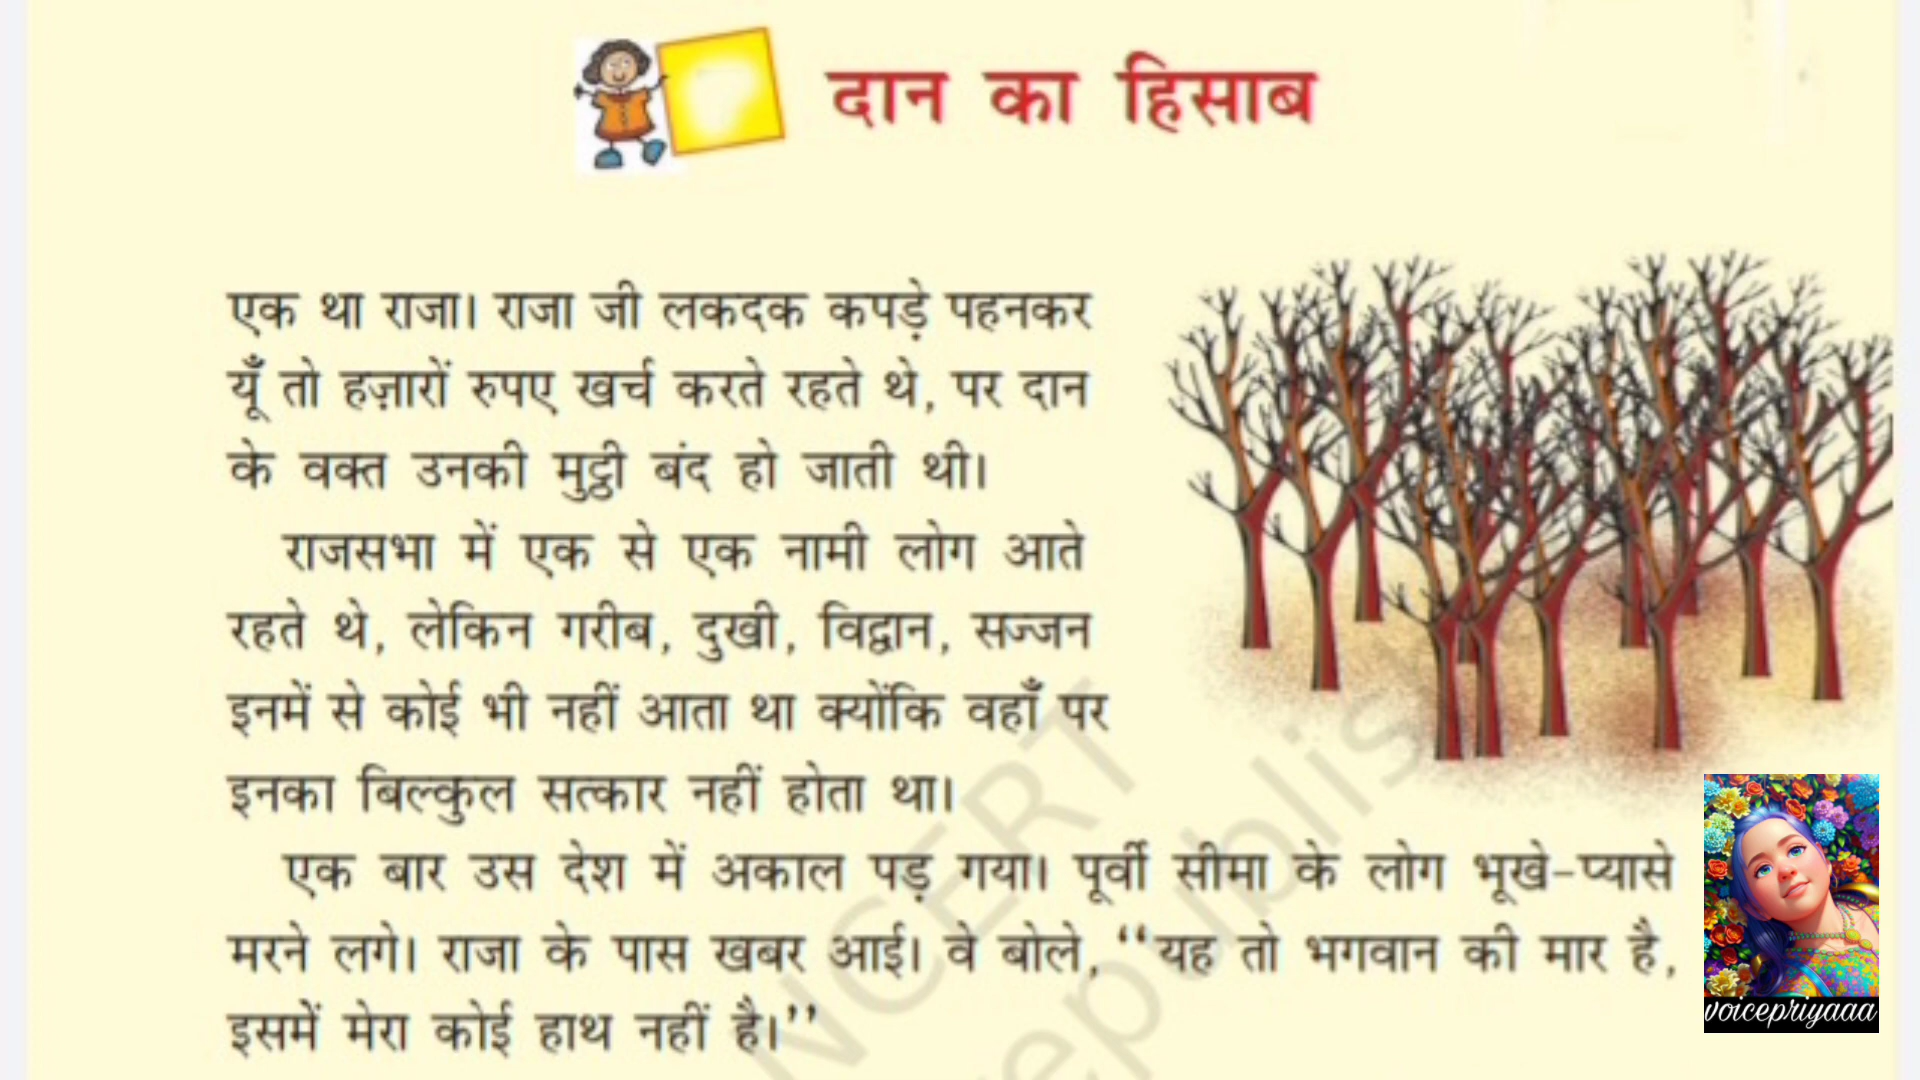 दान का हिसाब
एक था राजा। राजा जी लकदक कपड़े पहनकर
यूँ तो हज़ारों रुपए खर्च करते रहते थे, पर दान
के वक्त उनकी मुट्ठी बंद हो जाती थी।
राजसभा में एक से एक नामी लोग आते
रहते थे, लेकिन गरीब, दुखी, विद्वान, सज्जन
इनमें से कोई भी नहीं आता था क्योंकि वहाँ पर
इनका बिल्कुल सत्कार नहीं होता था।
एक बार उस देश में अकाल पड़ गया। पूर्वी सीमा के लोग भूखे-प्यासे
मरने लगे। राजा के पास खबर आई। वे बोले, ‘‘यह तो भगवान की मार है,
इसमें मेरा कोई हाथ नहीं है।’’
NCERT
republis
voicepriyaaa